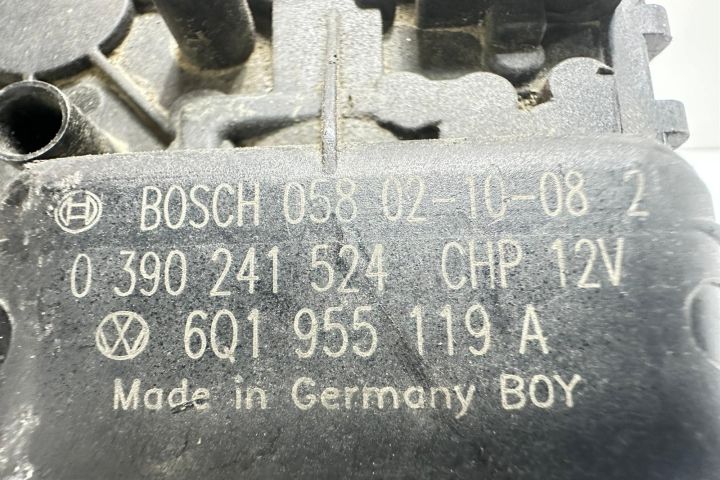 BOSCH 058 02-10-08 2
0 390 241 524 CHP 12V
6Q1 955 119 A
Made in Germany BOY